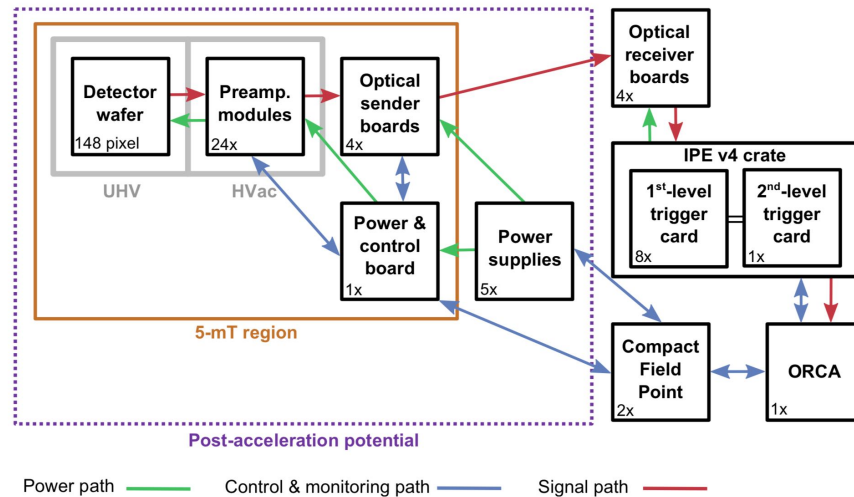 Detector
wafer
148 pixel
Preamp.
modules
24x
Optical
sender
boards
4x
Optical
receiver
boards
4x
UHV
HVac
IPE v4 crate
1st-level
trigger
card
8x
2nd-level
trigger
card
1x
Power &
control
board
1x
Power
supplies
5x
5-mT region
Compact
Field
Point
2x
ORCA
1x
Post-acceleration potential
Power path
Control & monitoring path
Signal path